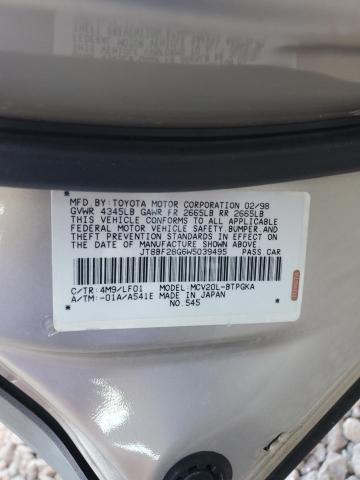 MFD.BY:TOYOTA MOTOR CORPORATION 02/98
GVWR 4345LB GAWR FR 2665LB RR 2665LB
THIS VEHICLE CONFORMS TO ALL APPLICABLE
FEDERAL MOTOR VEHICLE SAFETY,BUMPER,AND
THEFT PREVENTION STANDARDS IN EFFECT ON
THE DATE OF MANUFACTURE SHOWN ABOVE.
JT8BF28G6W5039495 PASS CAR
C/TR:4M9/LF01 MODEL:MCV20L-BTPGKA
A/TM:-01A/A541E MADE IN JAPAN
NO.545